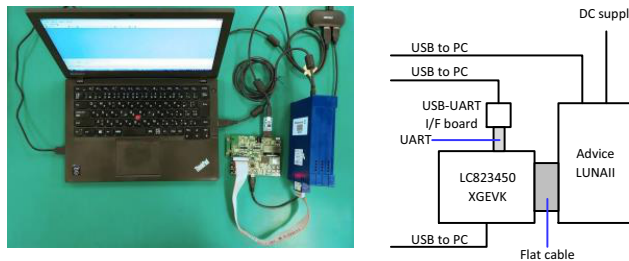 ThinkPad
DC suppl
USB to PC
USB to PC
USB-UART
I/F board
UART
LC823450
XGEVK
Advice
LUNAII
USB to PC
Flat cable